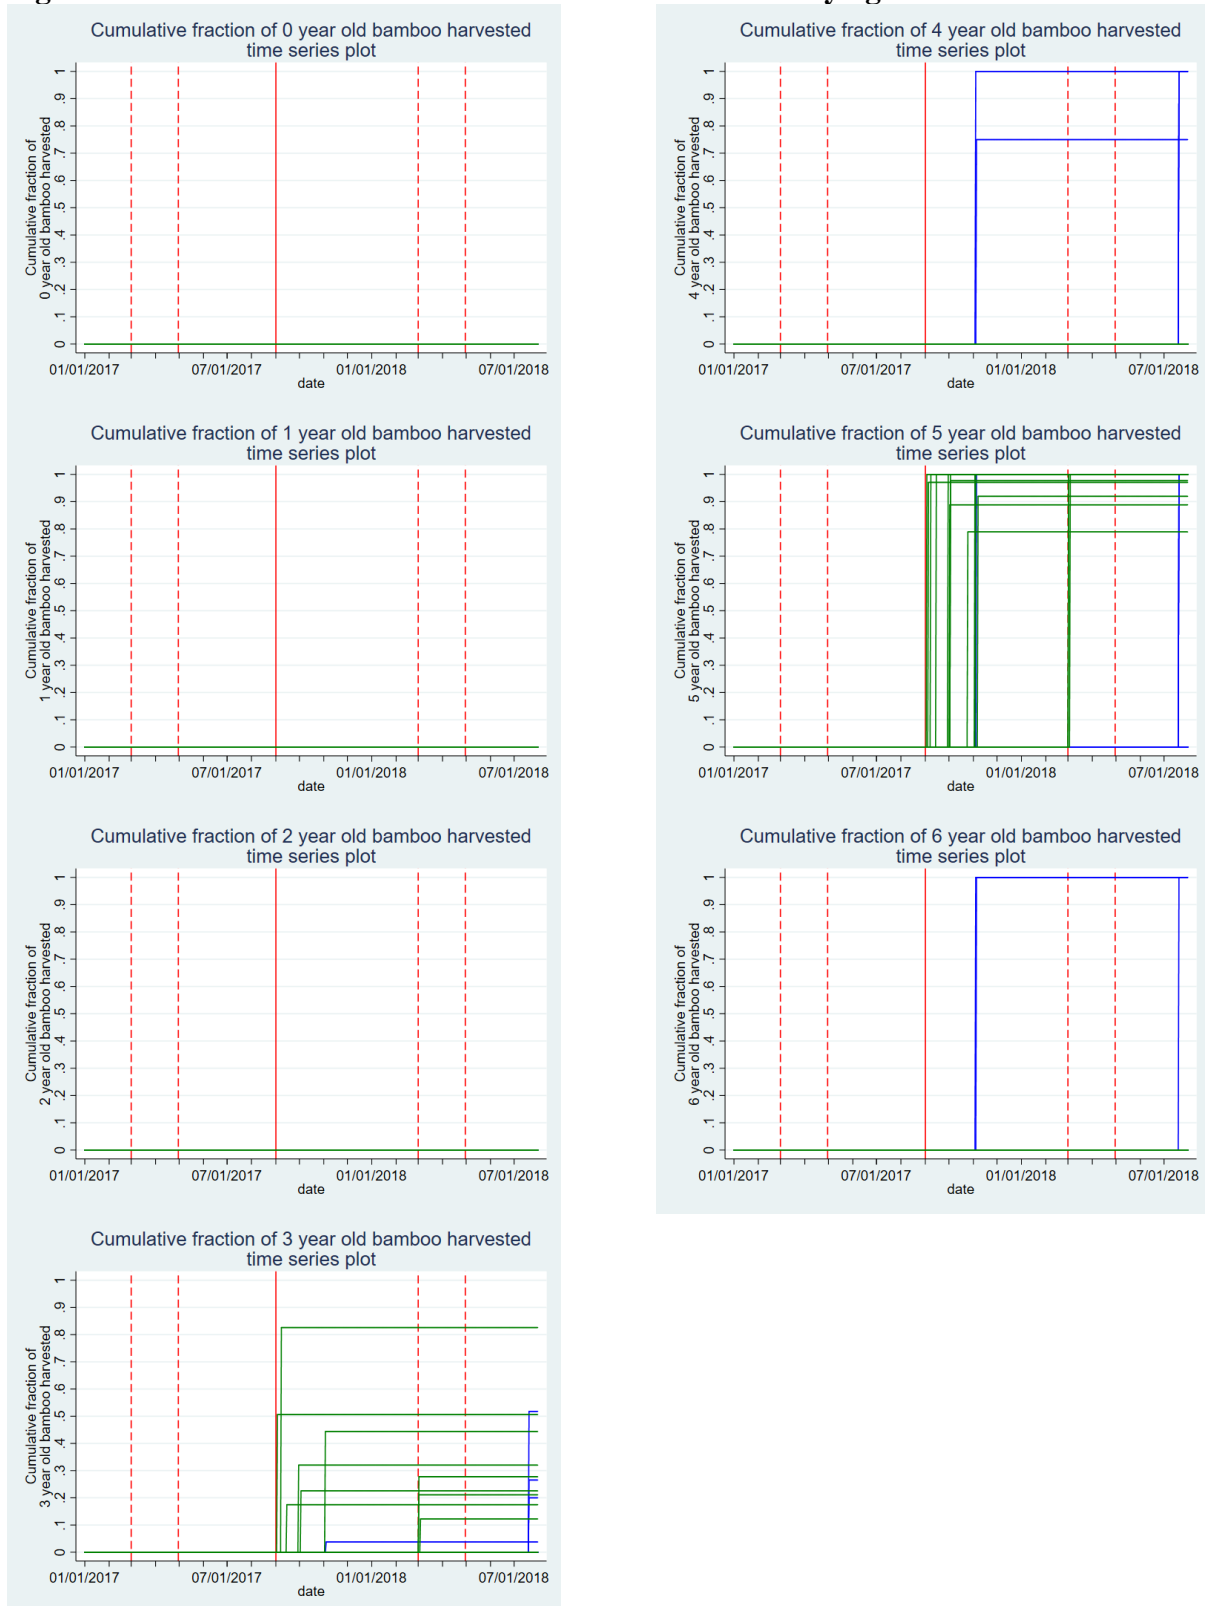 Cumulative fraction of 0 year old bamboo harvested
time series plot
Cumulative fraction of
0 year old bamboo harvested
1
.9
.8
.7
.6
.5
.4
.3
.2
.1
0
01/01/2017 07/01/2017 01/01/2018 07/01/2018
date
Cumulative fraction of 1 year old bamboo harvested
time series plot
Cumulative fraction of
1 year old bamboo harvested
1
.9
.8
.7
.6
.5
.4
.3
.2
.1
0
01/01/2017 07/01/2017 01/01/2018 07/01/2018
date
Cumulative fraction of 2 year old bamboo harvested
time series plot
Cumulative fraction of
2 year old bamboo harvested
1
.9
.8
.7
.6
.5
.4
.3
.2
.1
0
01/01/2017 07/01/2017 01/01/2018 07/01/2018
date
Cumulative fraction of 3 year old bamboo harvested
time series plot
Cumulative fraction of
3 year old bamboo harvested
1
.9
.8
.7
.6
.5
.4
.3
.2
.1
0
01/01/2017 07/01/2017 01/01/2018 07/01/2018
date
Cumulative fraction of 4 year old bamboo harvested
time series plot
Cumulative fraction of
4 year old bamboo harvested
1
.9
.8
.7
.6
.5
.4
.3
.2
.1
0
01/01/2017 07/01/2017 01/01/2018 07/01/2018
date
Cumulative fraction of 5 year old bamboo harvested
time series plot
Cumulative fraction of
5 year old bamboo harvested
1
.9
.8
.7
.6
.5
.4
.3
.2
.1
0
01/01/2017 07/01/2017 01/01/2018 07/01/2018
date
Cumulative fraction of 6 year old bamboo harvested
time series plot
Cumulative fraction of
6 year old bamboo harvested
1
.9
.8
.7
.6
.5
.4
.3
.2
.1
0
01/01/2017 07/01/2017 01/01/2018 07/01/2018
date